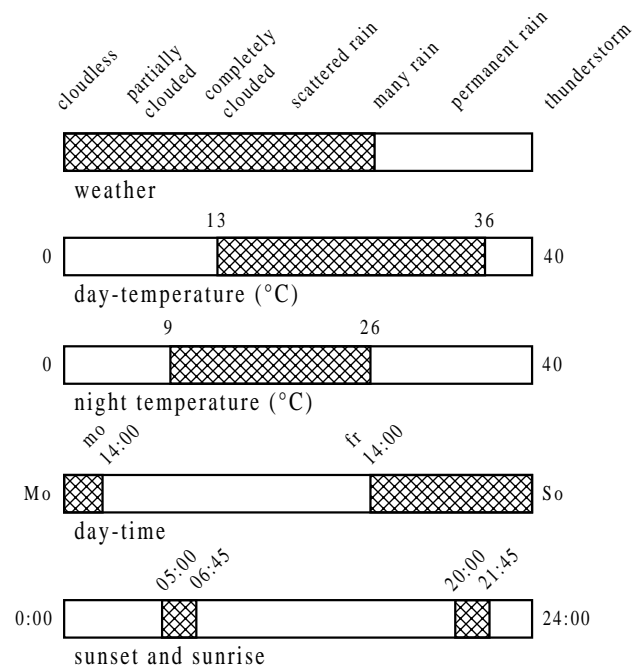 cloudless
partially
clouded
completely
clouded
scattered rain
many rain
permanent rain
thunderstorm
weather
13 36
0 40
day-temperature (°C)
9 26
0 40
night temperature (°C)
mo
14:00
fr
14:00
Mo So
day-time
05:00
06:45
20:00
21:45
0:00 24:00
sunset and sunrise